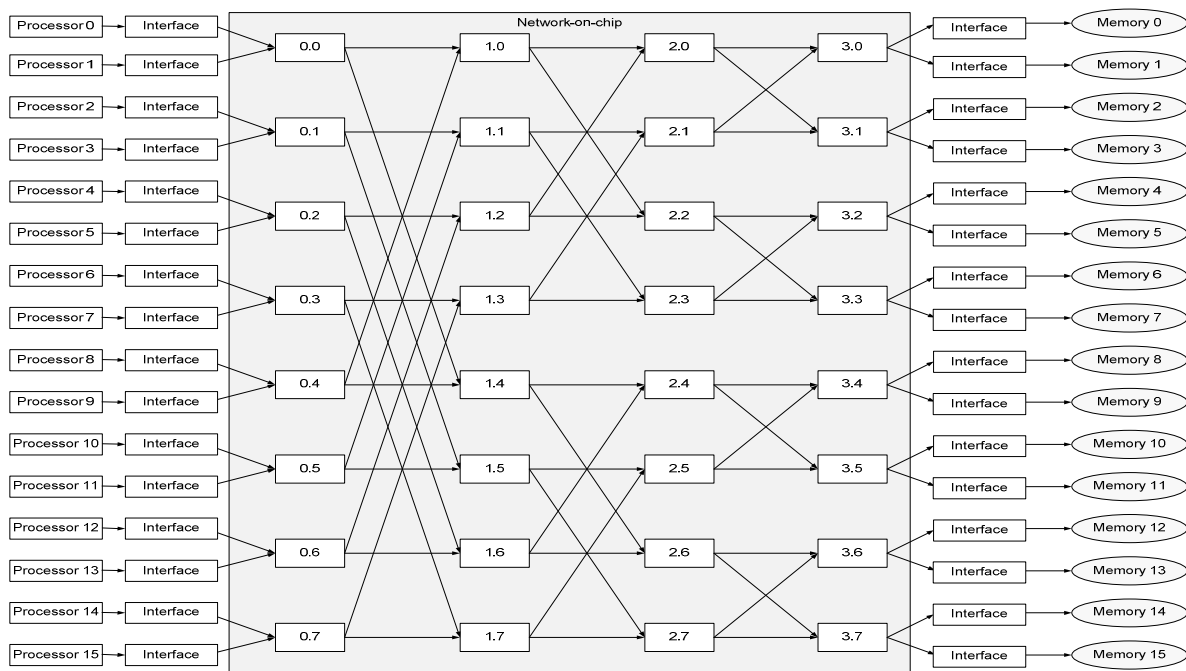 Network-on-chip
Processor 0 Interface 0.0 1.0 2.0 3.0 Interface Memory 0
Processor 1 Interface Interface Memory 1
Processor 2 Interface 0.1 1.1 2.1 3.1 Interface Memory 2
Processor 3 Interface Interface Memory 3
Processor 4 Interface 0.2 1.2 2.2 3.2 Interface Memory 4
Processor 5 Interface Interface Memory 5
Processor 6 Interface 0.3 1.3 2.3 3.3 Interface Memory 6
Processor 7 Interface Interface Memory 7
Processor 8 Interface 0.4 1.4 2.4 3.4 Interface Memory 8
Processor 9 Interface Interface Memory 9
Processor 10 Interface 0.5 1.5 2.5 3.5 Interface Memory 10
Processor 11 Interface Interface Memory 11
Processor 12 Interface 0.6 1.6 2.6 3.6 Interface Memory 12
Processor 13 Interface Interface Memory 13
Processor 14 Interface 0.7 1.7 2.7 3.7 Interface Memory 14
Processor 15 Interface Interface Memory 15